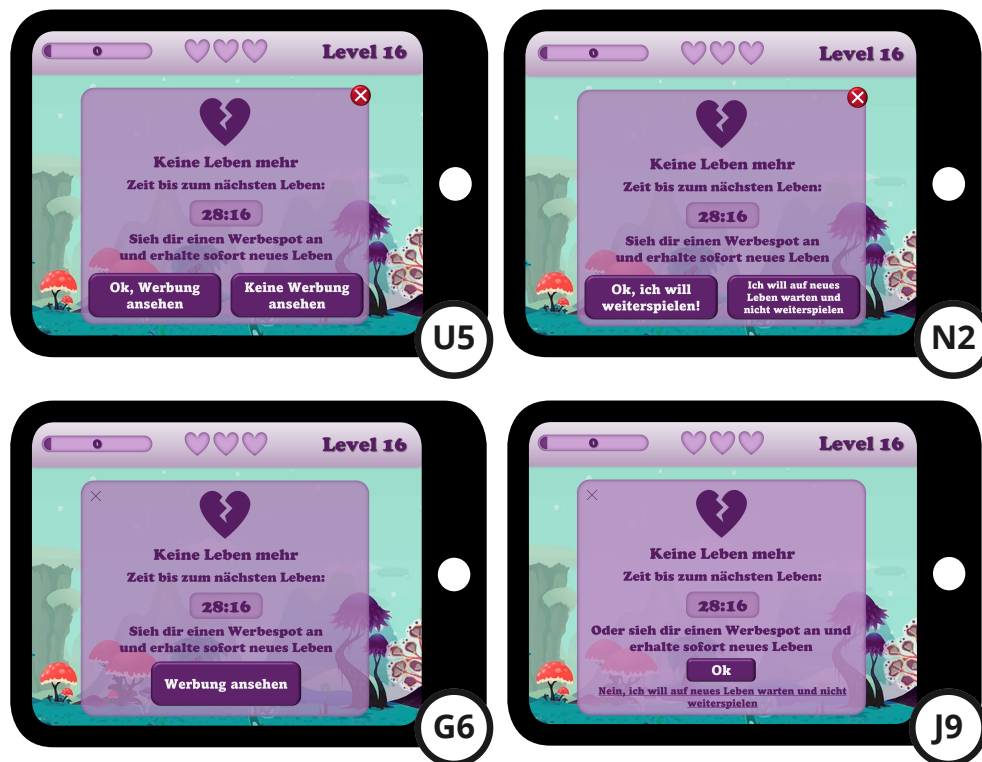 0
Level 16
Keine Leben mehr
Zeit bis zum nächsten Leben:
28:16
Sieh dir einen Werbespot an
und erhalte sofort neues Leben
Ok, Werbung
ansehen
Keine Werbung
ansehen
U5
0
Level 16
Keine Leben mehr
Zeit bis zum nächsten Leben:
28:16
Sieh dir einen Werbespot an
und erhalte sofort neues Leben
Ok, ich will
weiterspielen!
Ich will auf neues
Leben warten und
nicht weiterspielen
N2
0
Level 16
Keine Leben mehr
Zeit bis zum nächsten Leben:
28:16
Sieh dir einen Werbespot an
und erhalte sofort neues Leben
Werbung ansehen
G6
0
Level 16
Keine Leben mehr
Zeit bis zum nächsten Leben:
28:16
Oder sieh dir einen Werbespot an und
erhalte sofort neues Leben
Ok
Nein, ich will auf neues Leben warten und nicht
weiterspielen
J9